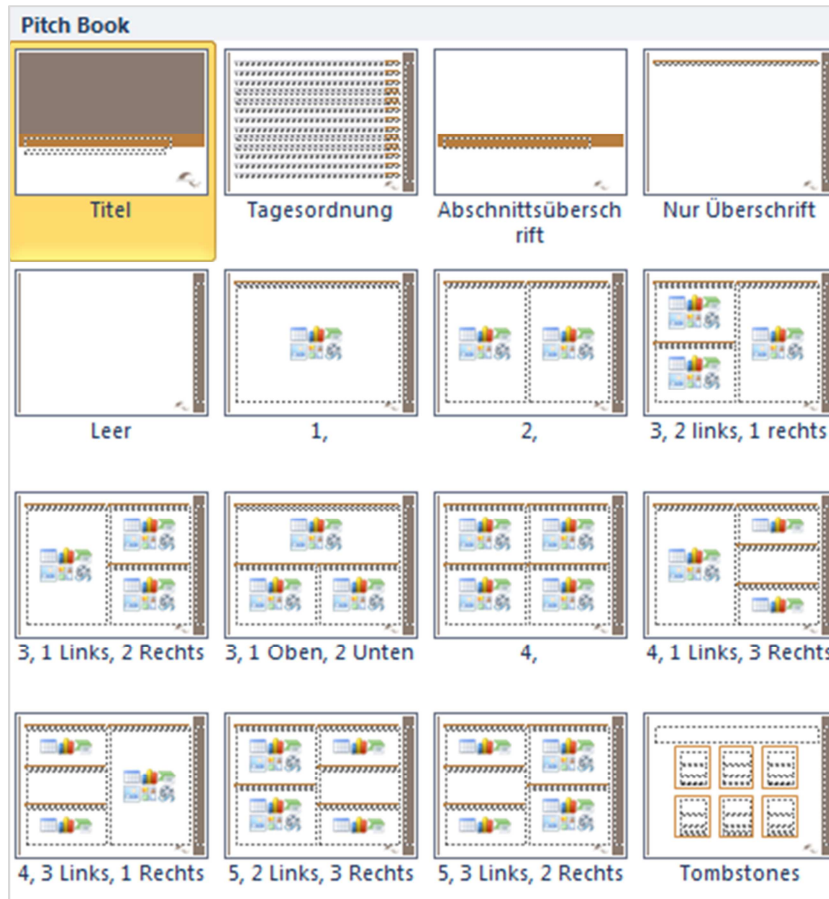 Pitch Book
Titel
Tagesordnung
Abschnittsübersch
rift
Nur Überschrift
Leer
1,
2,
3, 2 links, 1 rechts
3, 1 Links, 2 Rechts
3, 1 Oben, 2 Unten
4,
4, 1 Links, 3 Rechts
4, 3 Links, 1 Rechts
5, 2 Links, 3 Rechts
5, 3 Links, 2 Rechts
Tombstones